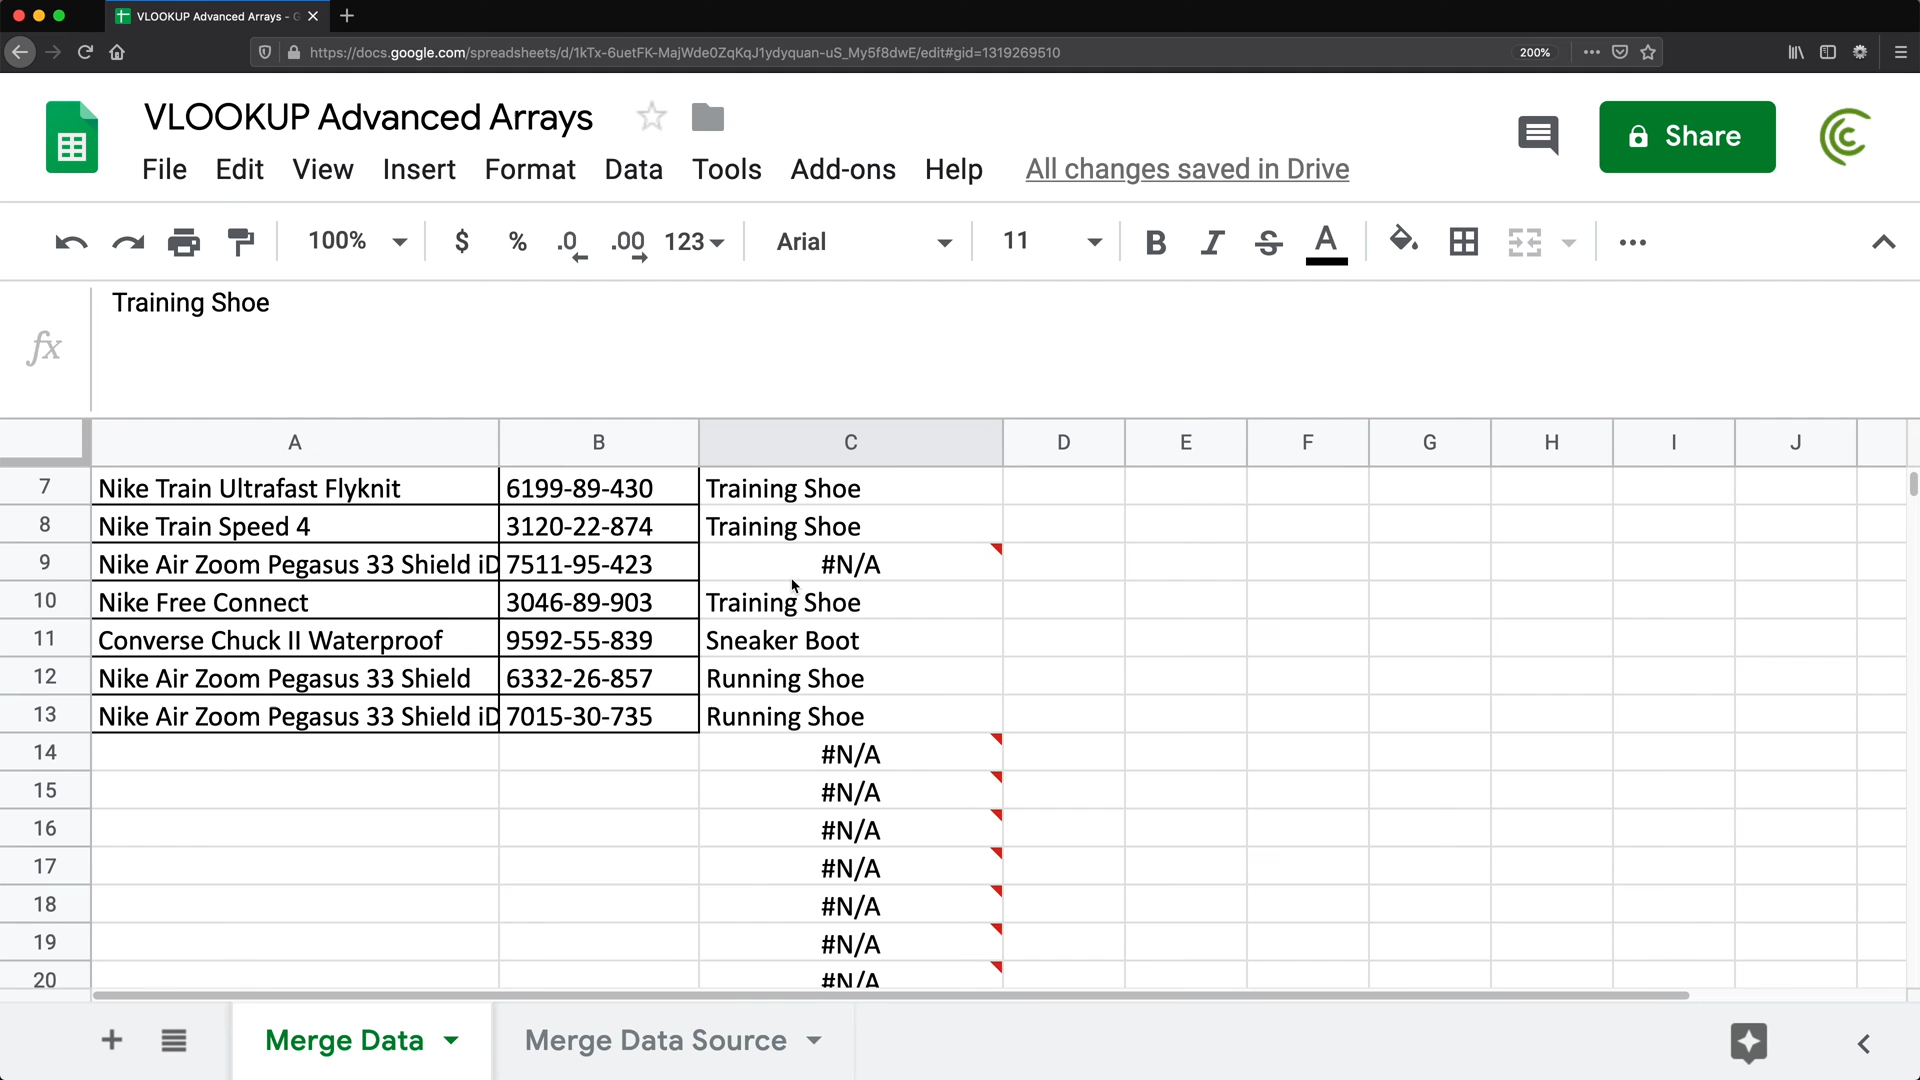 VLOOKUP Advanced Arrays - G
https://docs.google.com/spreadsheets/d/1kTx-6uetFK-MajWde0ZqKqJ1ydyquan-uS_My5f8dwE/edit#gid=1319269510 200%
VLOOKUP Advanced Arrays
Share
File Edit View Insert Format Data Tools Add-ons Help All changes saved in Drive
100% $ % .0 .00 123 Arial 11 B I S A
Training Shoe
fx
A B C D E F G H I J
7 Nike Train Ultrafast Flyknit 6199-89-430 Training Shoe
8 Nike Train Speed 4 3120-22-874 Training Shoe
9 Nike Air Zoom Pegasus 33 Shield iD 7511-95-423 #N/A
10 Nike Free Connect 3046-89-903 Training Shoe
11 Converse Chuck II Waterproof 9592-55-839 Sneaker Boot
12 Nike Air Zoom Pegasus 33 Shield 6332-26-857 Running Shoe
13 Nike Air Zoom Pegasus 33 Shield iD 7015-30-735 Running Shoe
14 #N/A
15 #N/A
16 #N/A
17 #N/A
18 #N/A
19 #N/A
20 #N/A
Merge Data Merge Data Source